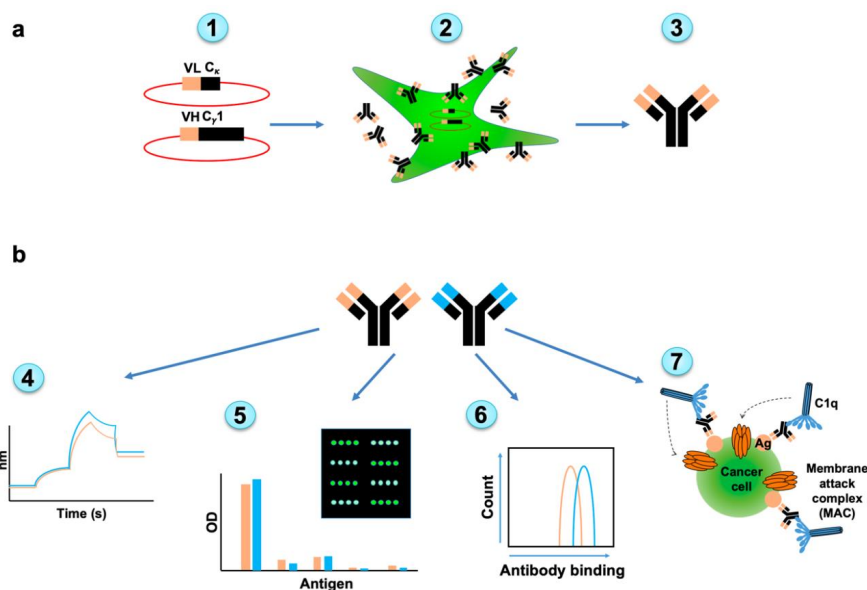 a
1
2
3
VL Cκ
VH Cγ1
b
4
nm
Time (s)
5
OD
Antigen
6
Count
Antibody binding
7
C1q
Ag
Cancer
cell
Membrane
attack
complex
(MAC)